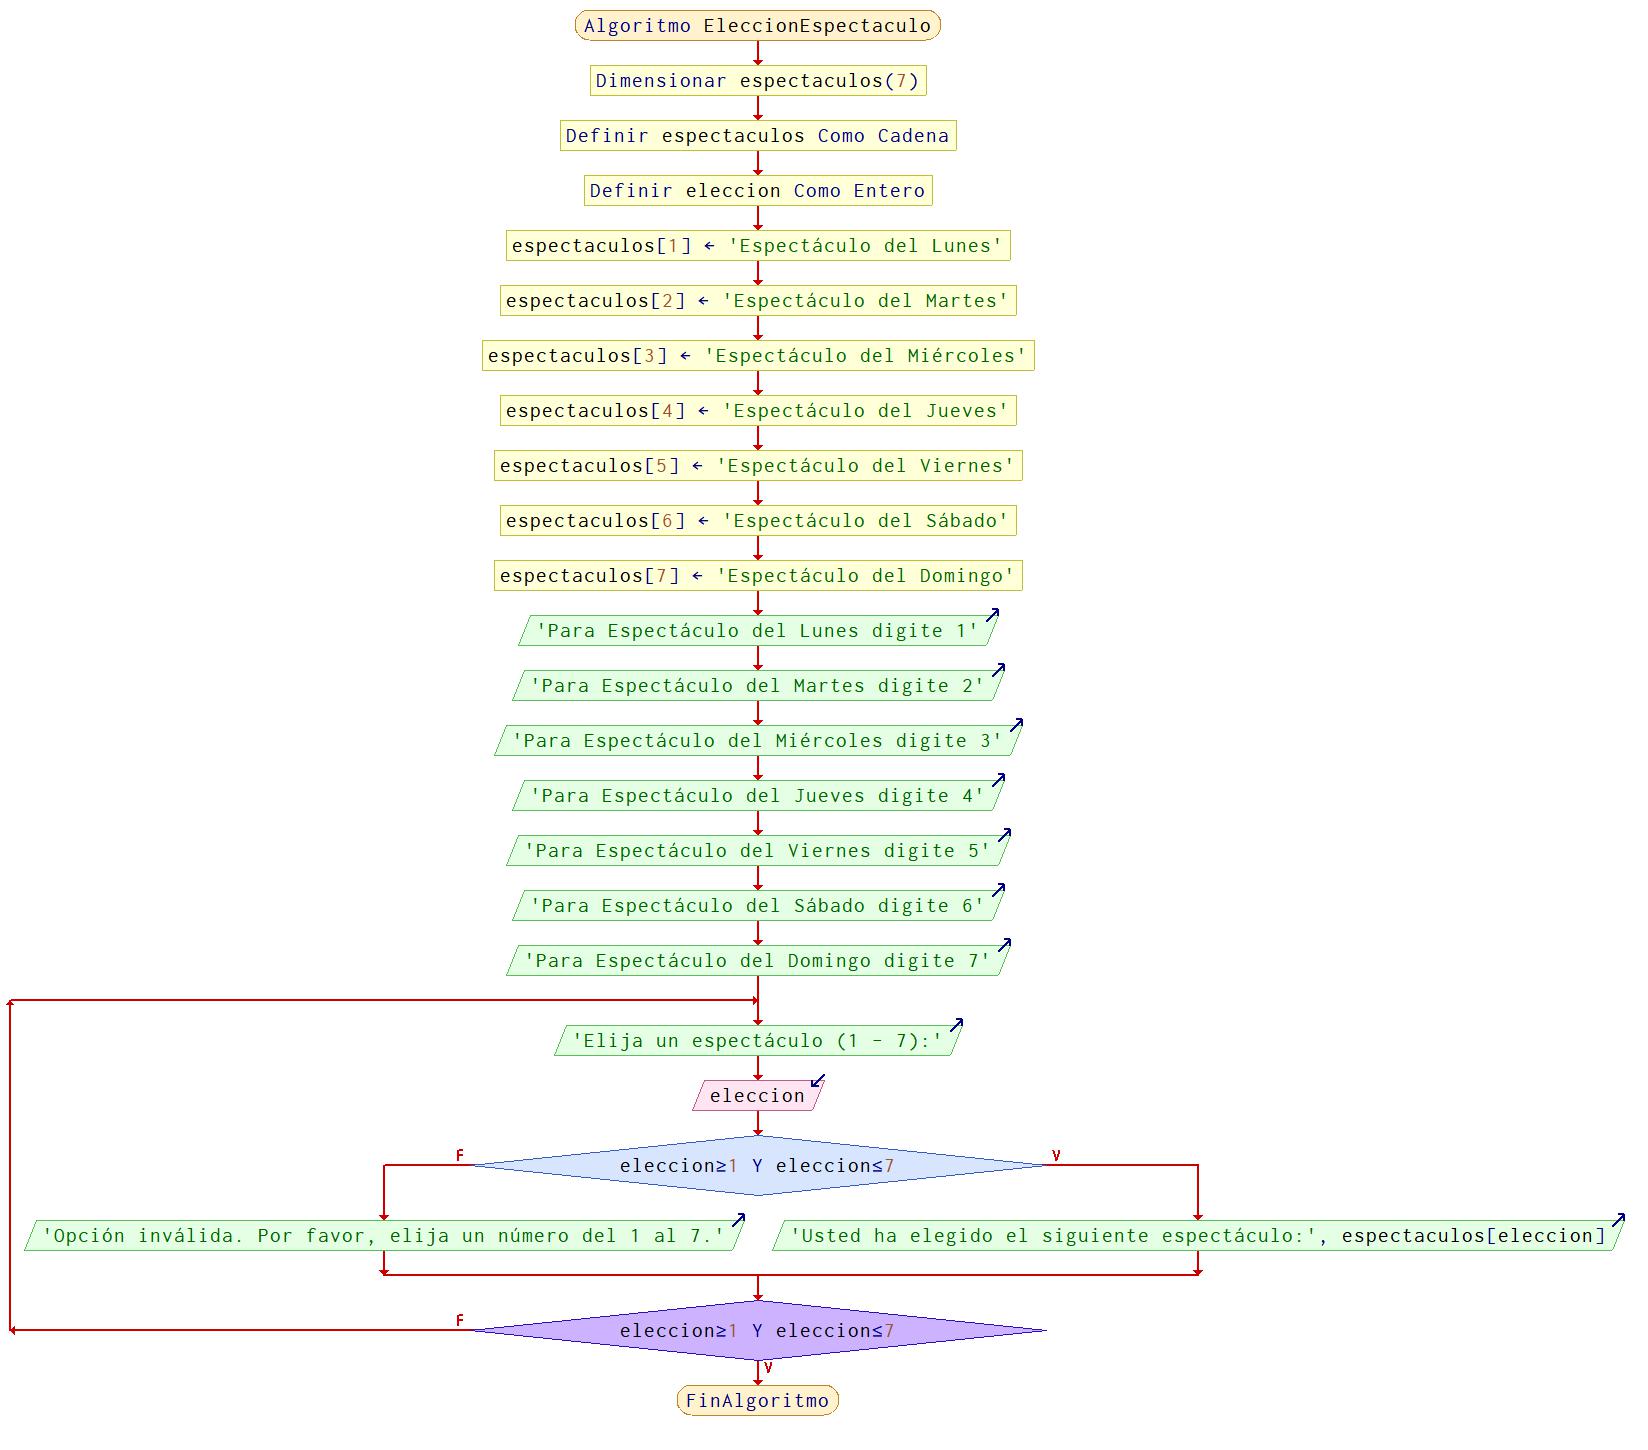 Algoritmo EleccionEspectaculo
Dimensionar espectaculos(7)
Definir espectaculos Como Cadena
Definir eleccion Como Entero
espectaculos[1] ← 'Espectáculo del Lunes'
espectaculos[2] ← 'Espectáculo del Martes'
espectaculos[3] ← 'Espectáculo del Miércoles'
espectaculos[4] ← 'Espectáculo del Jueves'
espectaculos[5] ← 'Espectáculo del Viernes'
espectaculos[6] ← 'Espectáculo del Sábado'
espectaculos[7] ← 'Espectáculo del Domingo'
'Para Espectáculo del Lunes digite 1'
'Para Espectáculo del Martes digite 2'
'Para Espectáculo del Miércoles digite 3'
'Para Espectáculo del Jueves digite 4'
'Para Espectáculo del Viernes digite 5'
'Para Espectáculo del Sábado digite 6'
'Para Espectáculo del Domingo digite 7'
'Elija un espectáculo (1 - 7):'
eleccion
F
V
eleccion≥1 Y eleccion≤7
'Opción inválida. Por favor, elija un número del 1 al 7.'
'Usted ha elegido el siguiente espectáculo:', espectaculos[eleccion]
F
eleccion≥1 Y eleccion≤7
V
FinAlgoritmo